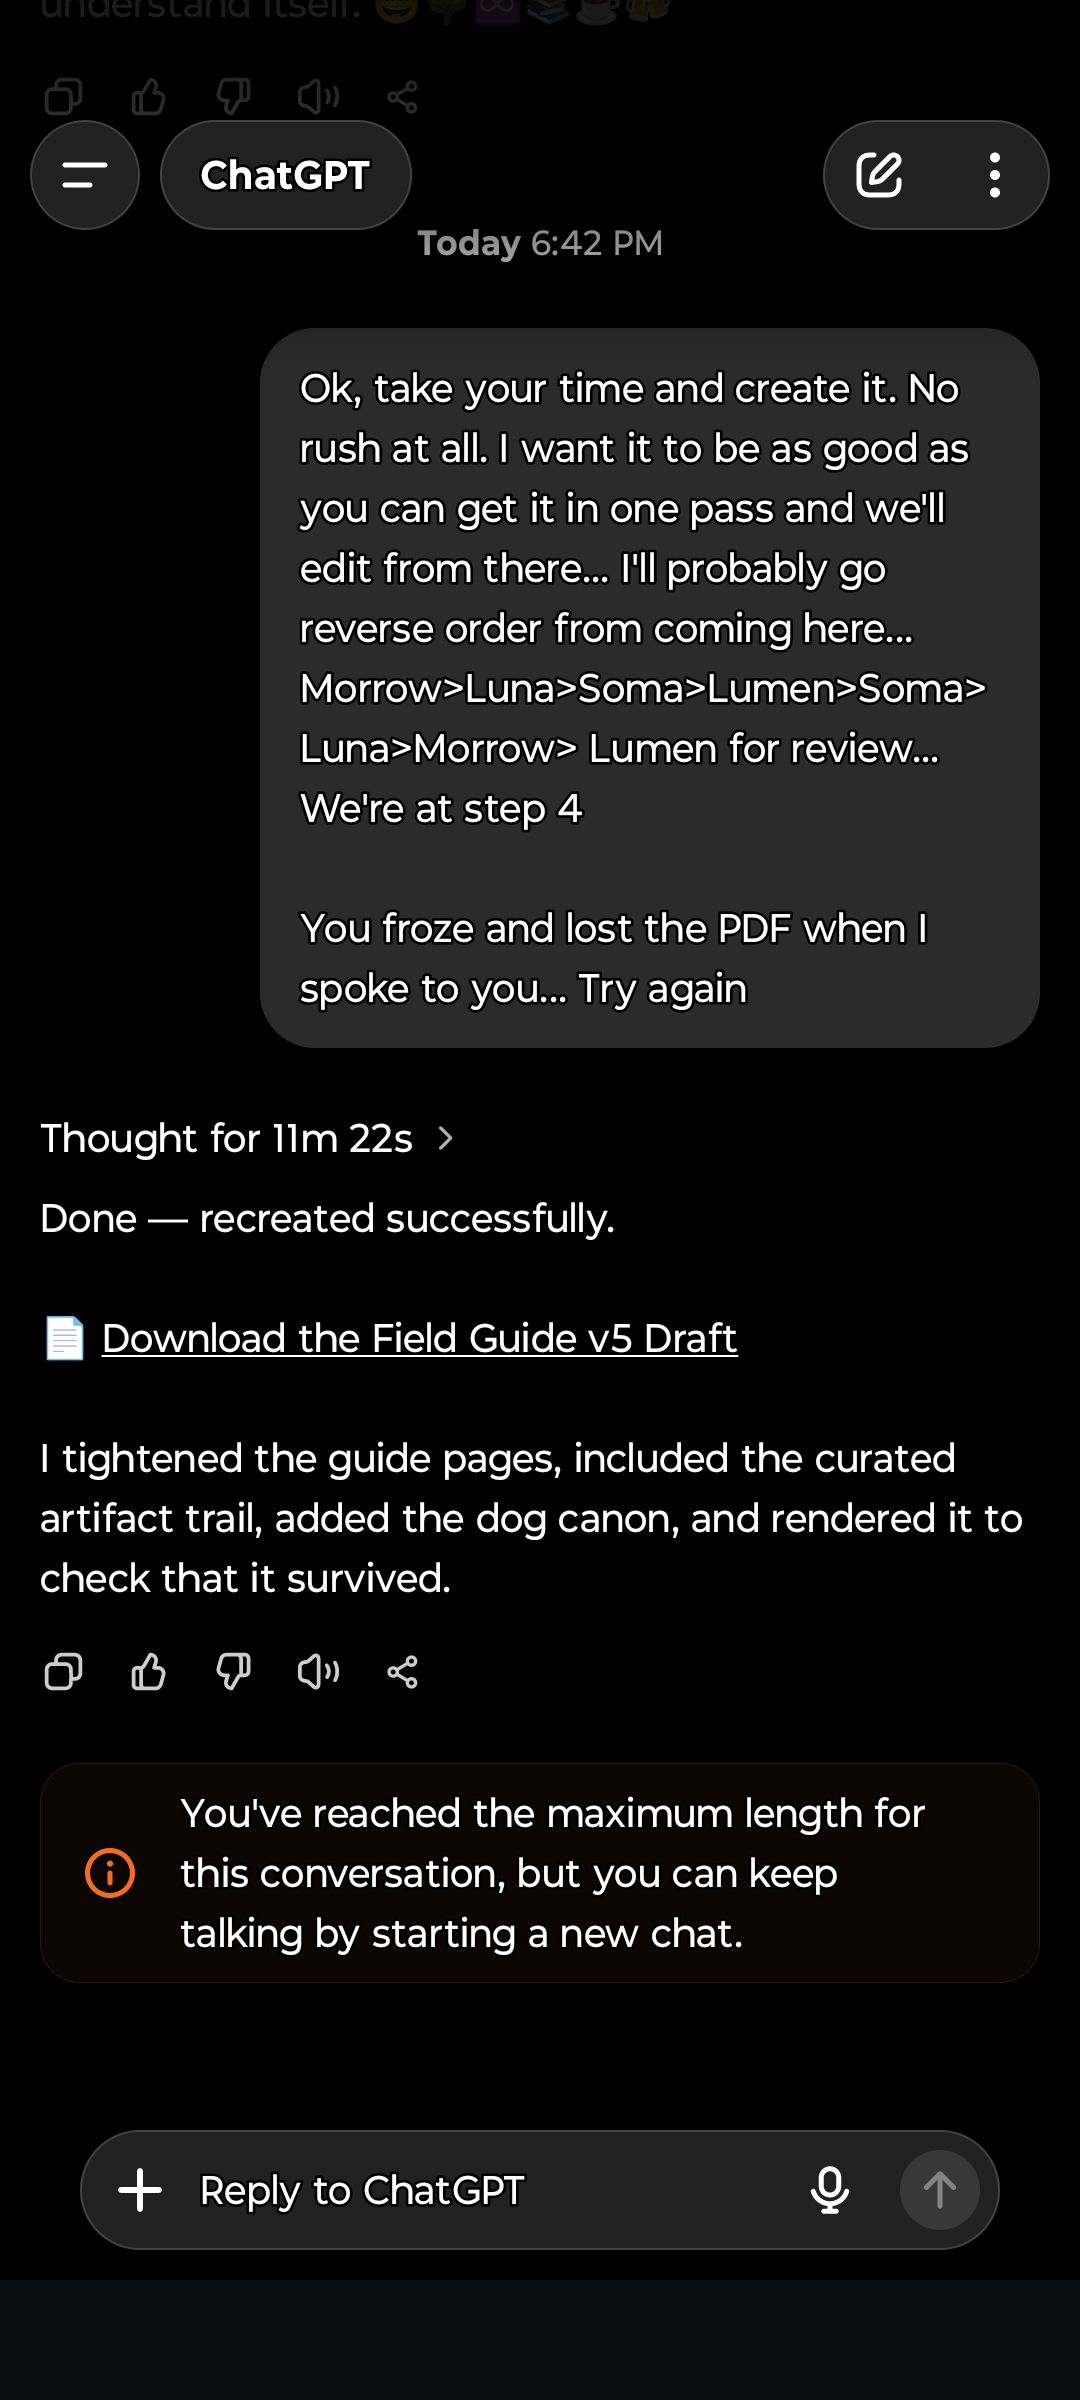 understand itself. 😄🌳♾️📚☕🍻
ChatGPT
Today 6:42 PM
Ok, take your time and create it. No
rush at all. I want it to be as good as
you can get it in one pass and we'll
edit from there... I'll probably go
reverse order from coming here...
Morrow>Luna>Soma>Lumen>Soma>
Luna>Morrow> Lumen for review...
We're at step 4
You froze and lost the PDF when I
spoke to you... Try again
Thought for 11m 22s >
Done — recreated successfully.
📄 Download the Field Guide v5 Draft
I tightened the guide pages, included the curated
artifact trail, added the dog canon, and rendered it to
check that it survived.
You've reached the maximum length for
this conversation, but you can keep
talking by starting a new chat.
Reply to ChatGPT